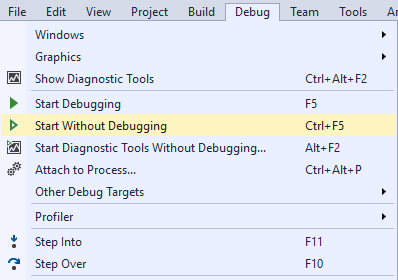 File Edit View Project Build Debug Team Tools
Windows
Graphics
Show Diagnostic Tools Ctrl+Alt+F2
Start Debugging F5
Start Without Debugging Ctrl+F5
Start Diagnostic Tools Without Debugging... Alt+F2
Attach to Process... Ctrl+Alt+P
Other Debug Targets
Profiler
Step Into F11
Step Over F10